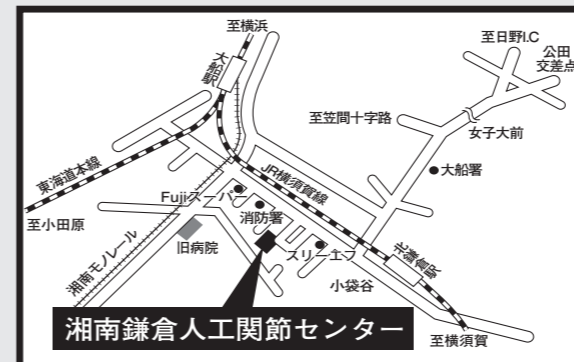 至横浜
大船駅
至日野I.C
公田
交差点
至笠間十字路
女子大前
大船署
東海道本線
JR横須賀線
Fujiスーパー
消防署
至小田原
旧病院
スリーエフ
北鎌倉駅
湘南モノレール
小袋谷
湘南鎌倉人工関節センター
至横須賀